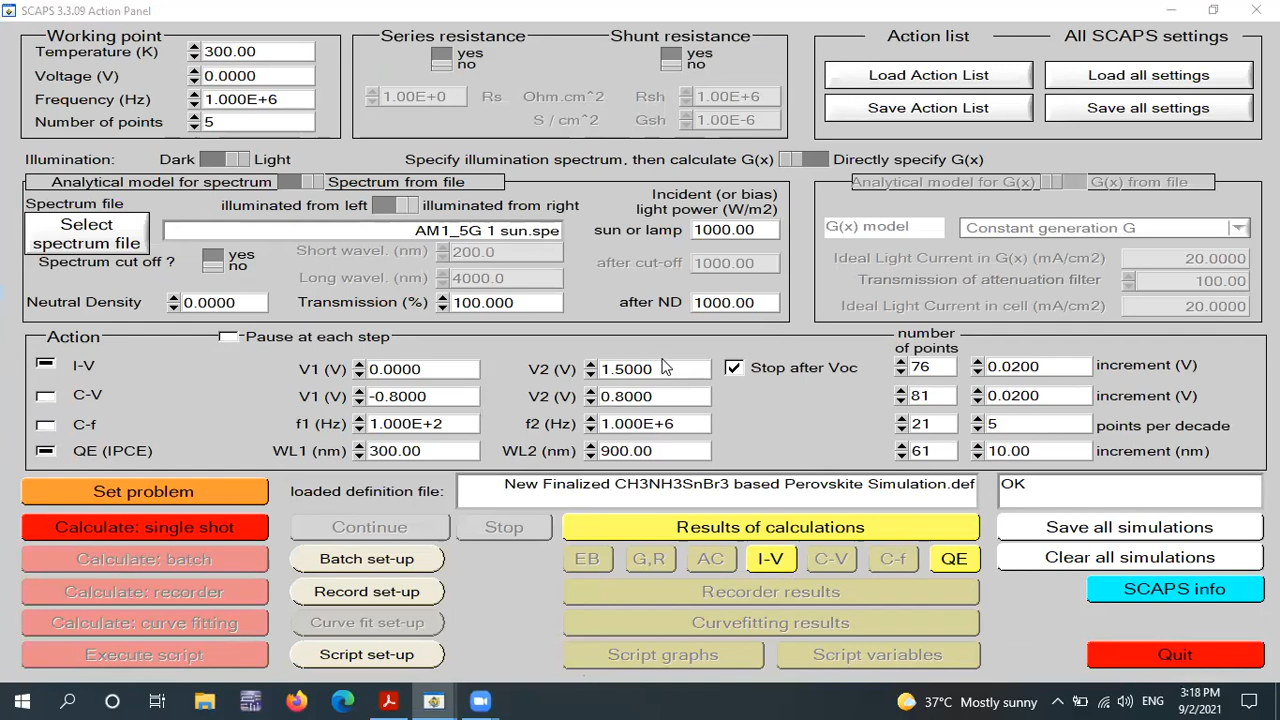 SCAPS 3.3.09 Action Panel
Working point
Temperature (K) 300.00
Voltage (V) 0.0000
Frequency (Hz) 1.000E+6
Number of points 5
Series resistance
yes
no
1.00E+0 Rs Ohm.cm^2
S / cm^2
Shunt resistance
yes
no
Rsh 1.00E+6
Gsh 1.00E-6
Action list
Load Action List
Save Action List
All SCAPS settings
Load all settings
Save all settings
Illumination: Dark Light
Specify illumination spectrum, then calculate G(x) Directly specify G(x)
Analytical model for spectrum Spectrum from file
Spectrum file
Select
spectrum file
illuminated from left illuminated from right
AM1_5G 1 sun.spe
Spectrum cut off ? yes
no
Short wavel. (nm) 200.0
Long wavel. (nm) 4000.0
Neutral Density 0.0000
Transmission (%) 100.000
Incident (or bias)
light power (W/m2)
sun or lamp 1000.00
after cut-off 1000.00
after ND 1000.00
Analytical model for G(x) G(x) from file
G(x) model Constant generation G
Ideal Light Current in G(x) (mA/cm2) 20.0000
Transmission of attenuation filter 100.00
Ideal Light Current in cell (mA/cm2) 20.0000
Action Pause at each step
number
of points
I-V V1 (V) 0.0000 V2 (V) 1.5000 Stop after Voc 76 0.0200 increment (V)
C-V V1 (V) -0.8000 V2 (V) 0.8000 81 0.0200 increment (V)
C-f f1 (Hz) 1.000E+2 f2 (Hz) 1.000E+6 21 5 points per decade
QE (IPCE) WL1 (nm) 300.00 WL2 (nm) 900.00 61 10.00 increment (nm)
Set problem loaded definition file: New Finalized CH3NH3SnBr3 based Perovskite Simulation.def OK
Calculate: single shot Continue Stop Results of calculations Save all simulations
Calculate: batch Batch set-up EB G,R AC I-V C-V C-f QE Clear all simulations
Calculate: recorder Record set-up Recorder results SCAPS info
Calculate: curve fitting Curve fit set-up Curvefitting results
Execute script Script set-up Script graphs Script variables Quit
37°C Mostly sunny ENG 3:18 PM
9/2/2021